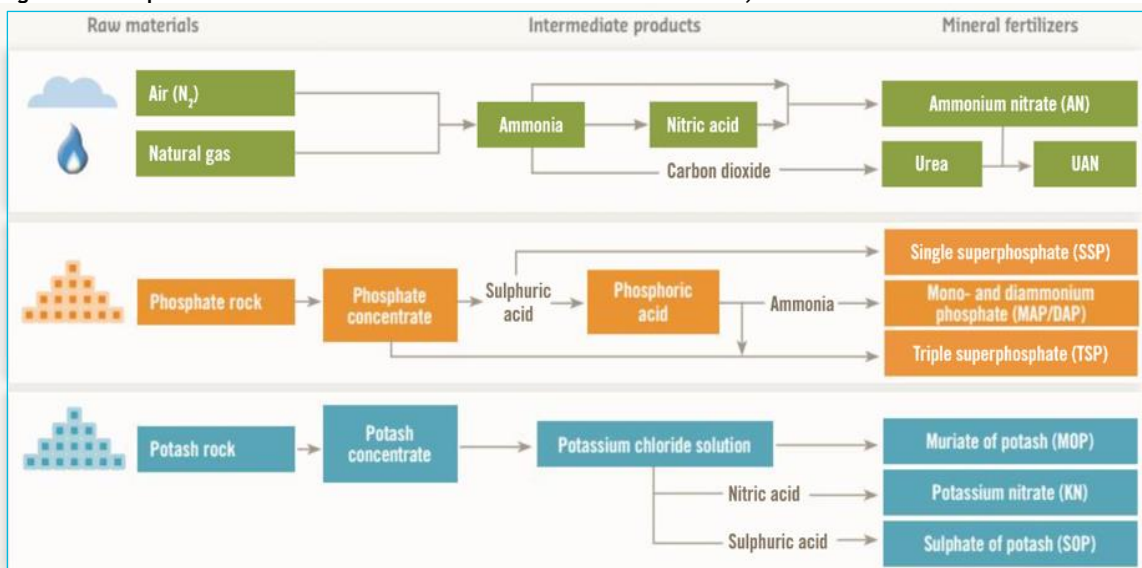 Raw materials
Intermediate products
Mineral fertilizers
Air (N₂)
Natural gas
Ammonia
Nitric acid
Carbon dioxide
Ammonium nitrate (AN)
Urea
UAN
Phosphate rock
Phosphate
concentrate
Sulphuric
acid
Phosphoric
acid
Ammonia
Single superphosphate (SSP)
Mono- and diammonium
phosphate (MAP/DAP)
Triple superphosphate (TSP)
Potash rock
Potash
concentrate
Potassium chloride solution
Nitric acid
Sulphuric acid
Muriate of potash (MOP)
Potassium nitrate (KN)
Sulphate of potash (SOP)